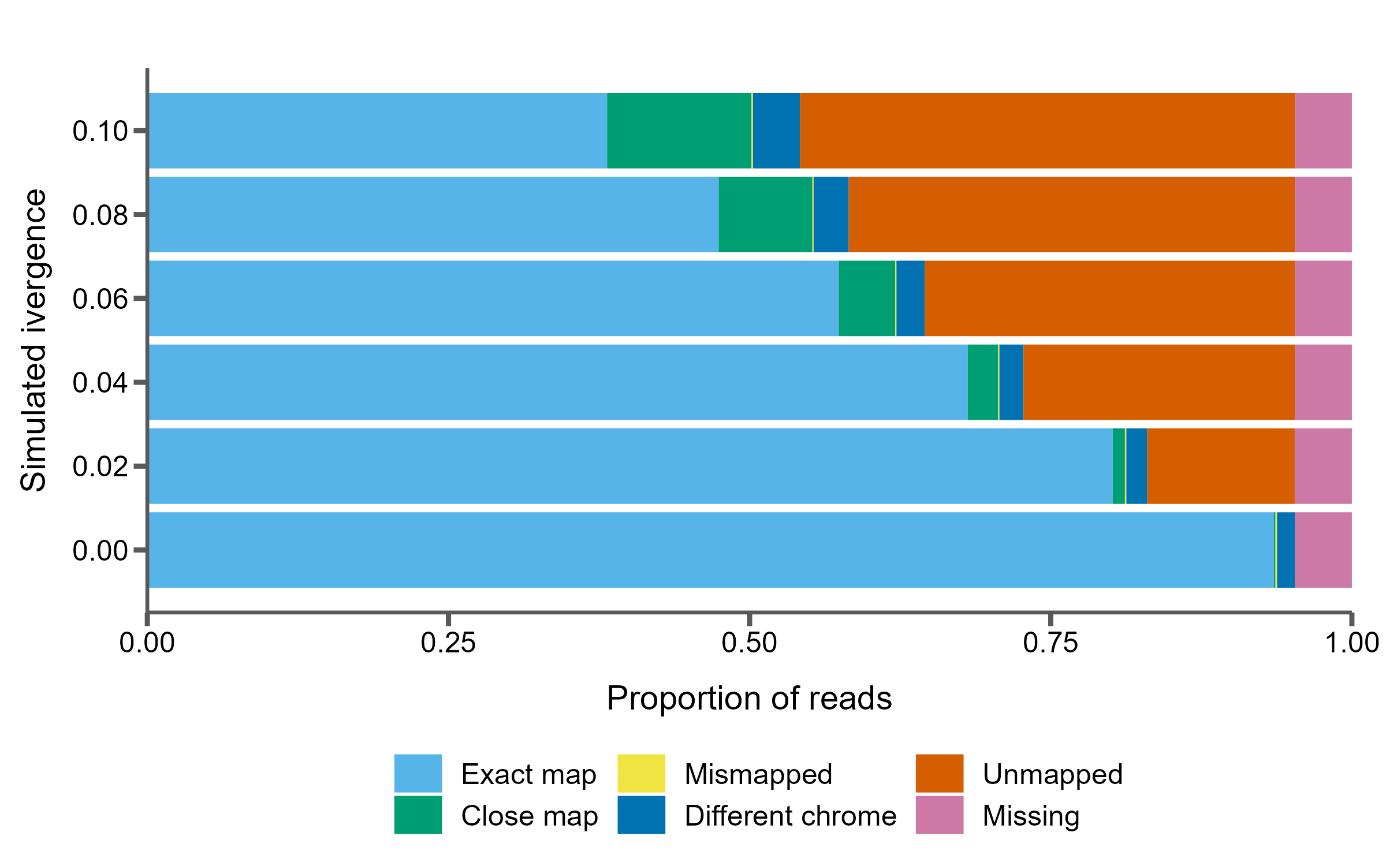 0.10
0.08
0.06
0.04
0.02
0.00
Simulated ivergence
0.00 0.25 0.50 0.75 1.00
Proportion of reads
Exact map Mismapped Unmapped
Close map Different chrome Missing